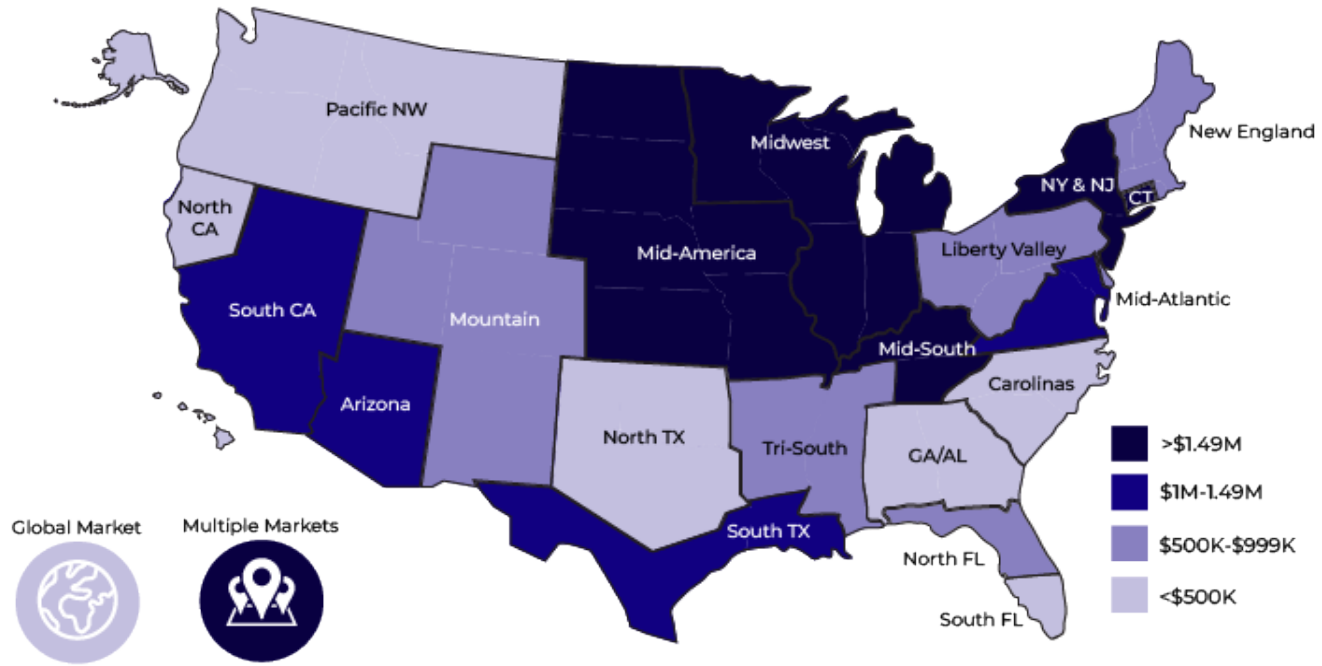 Pacific NW
Midwest
New England
NY & NJ
CT
North
CA
Mid-America
Liberty Valley
South CA
Mountain
Mid-Atlantic
Mid-South
Carolinas
Arizona
North TX
Tri-South
GA/AL
>$1.49M
$1M-1.49M
Global Market
Multiple Markets
South TX
$500K-$999K
North FL
<$500K
South FL